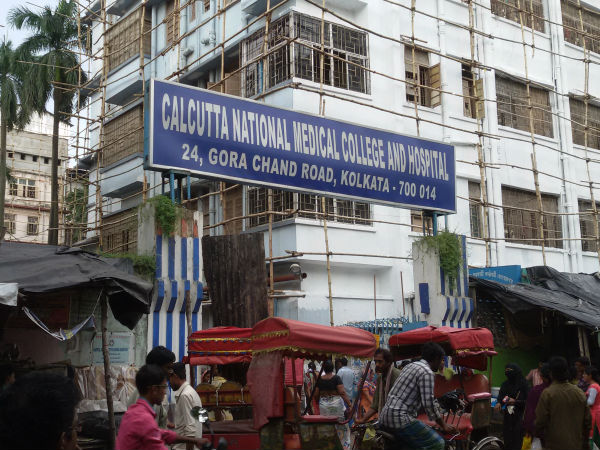 CALCUTTA NATIONAL MEDICAL COLLEGE AND HOSPITAL
24, GORA CHAND ROAD, KOLKATA - 700 014